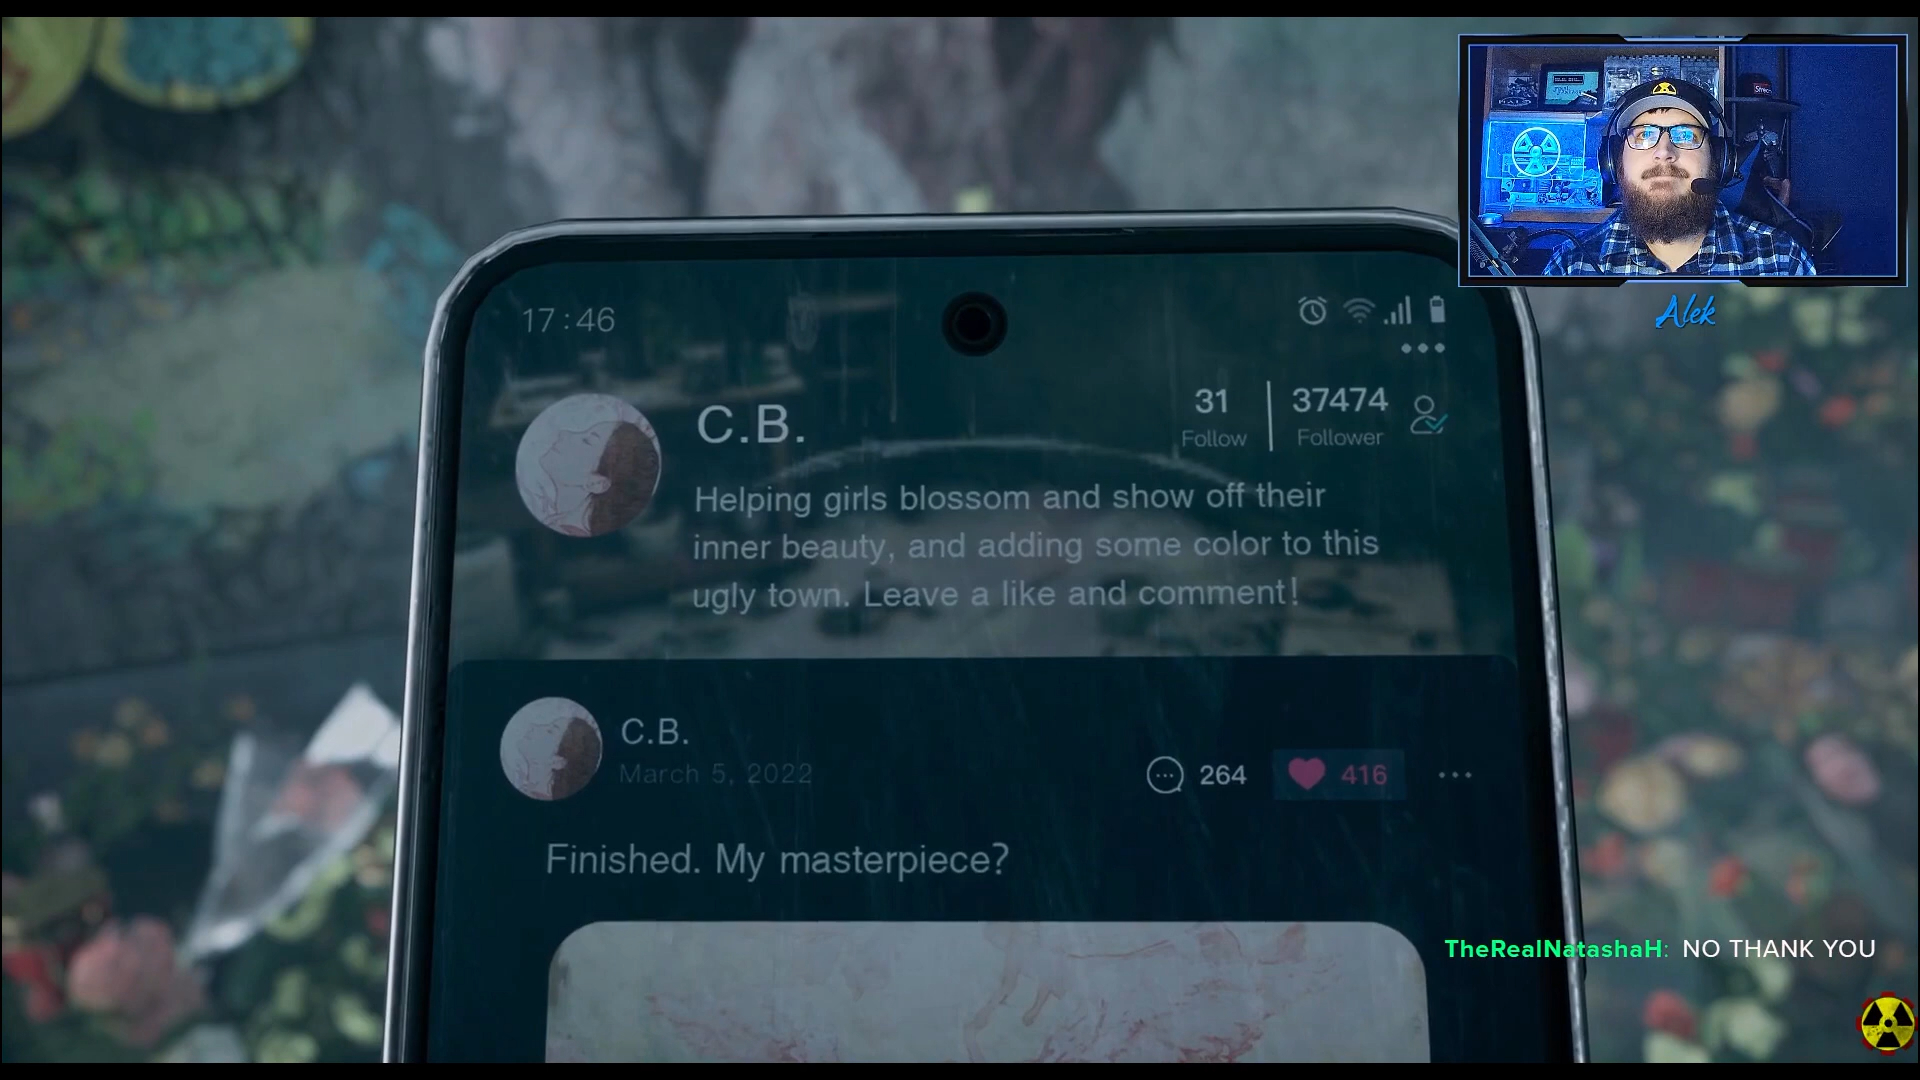 Alek
17:46
C.B.
31
Follow
37474
Follower
Helping girls blossom and show off their
inner beauty, and adding some color to this
ugly town. Leave a like and comment!
C.B.
March 5, 2022
264
416
Finished. My masterpiece?
TheRealNatashaH: NO THANK YOU